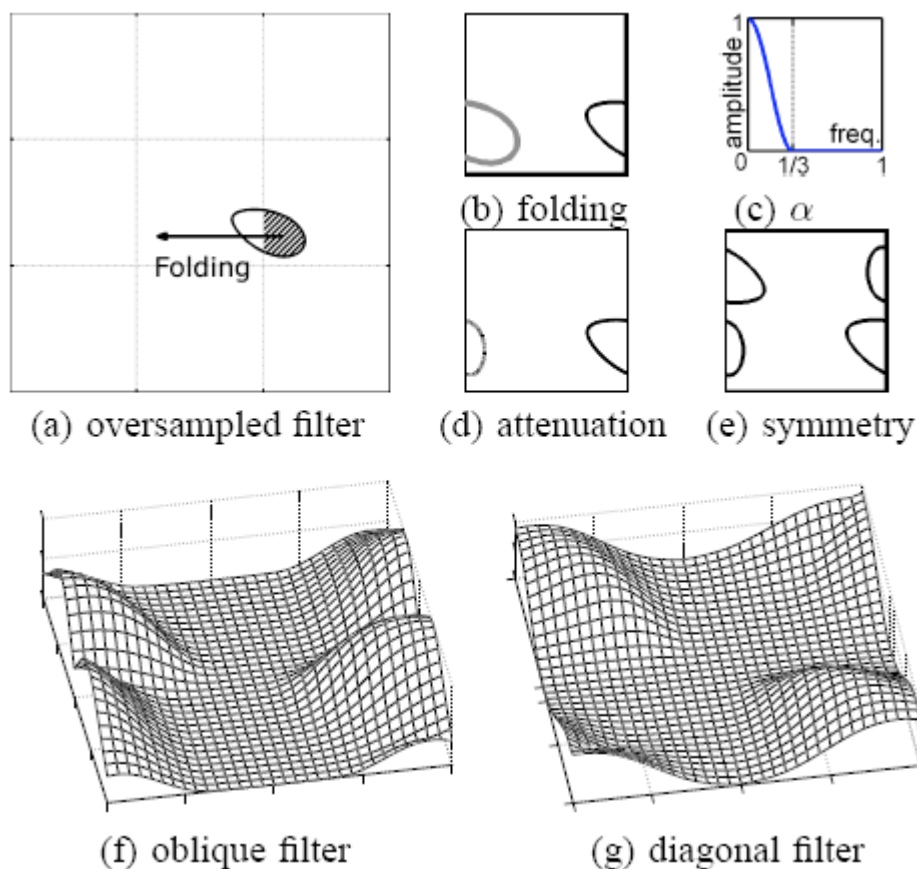 Folding
(a) oversampled filter
(b) folding
amplitude
1
freq.
0
1/3
1
(c) α
(d) attenuation
(e) symmetry
(f) oblique filter
(g) diagonal filter